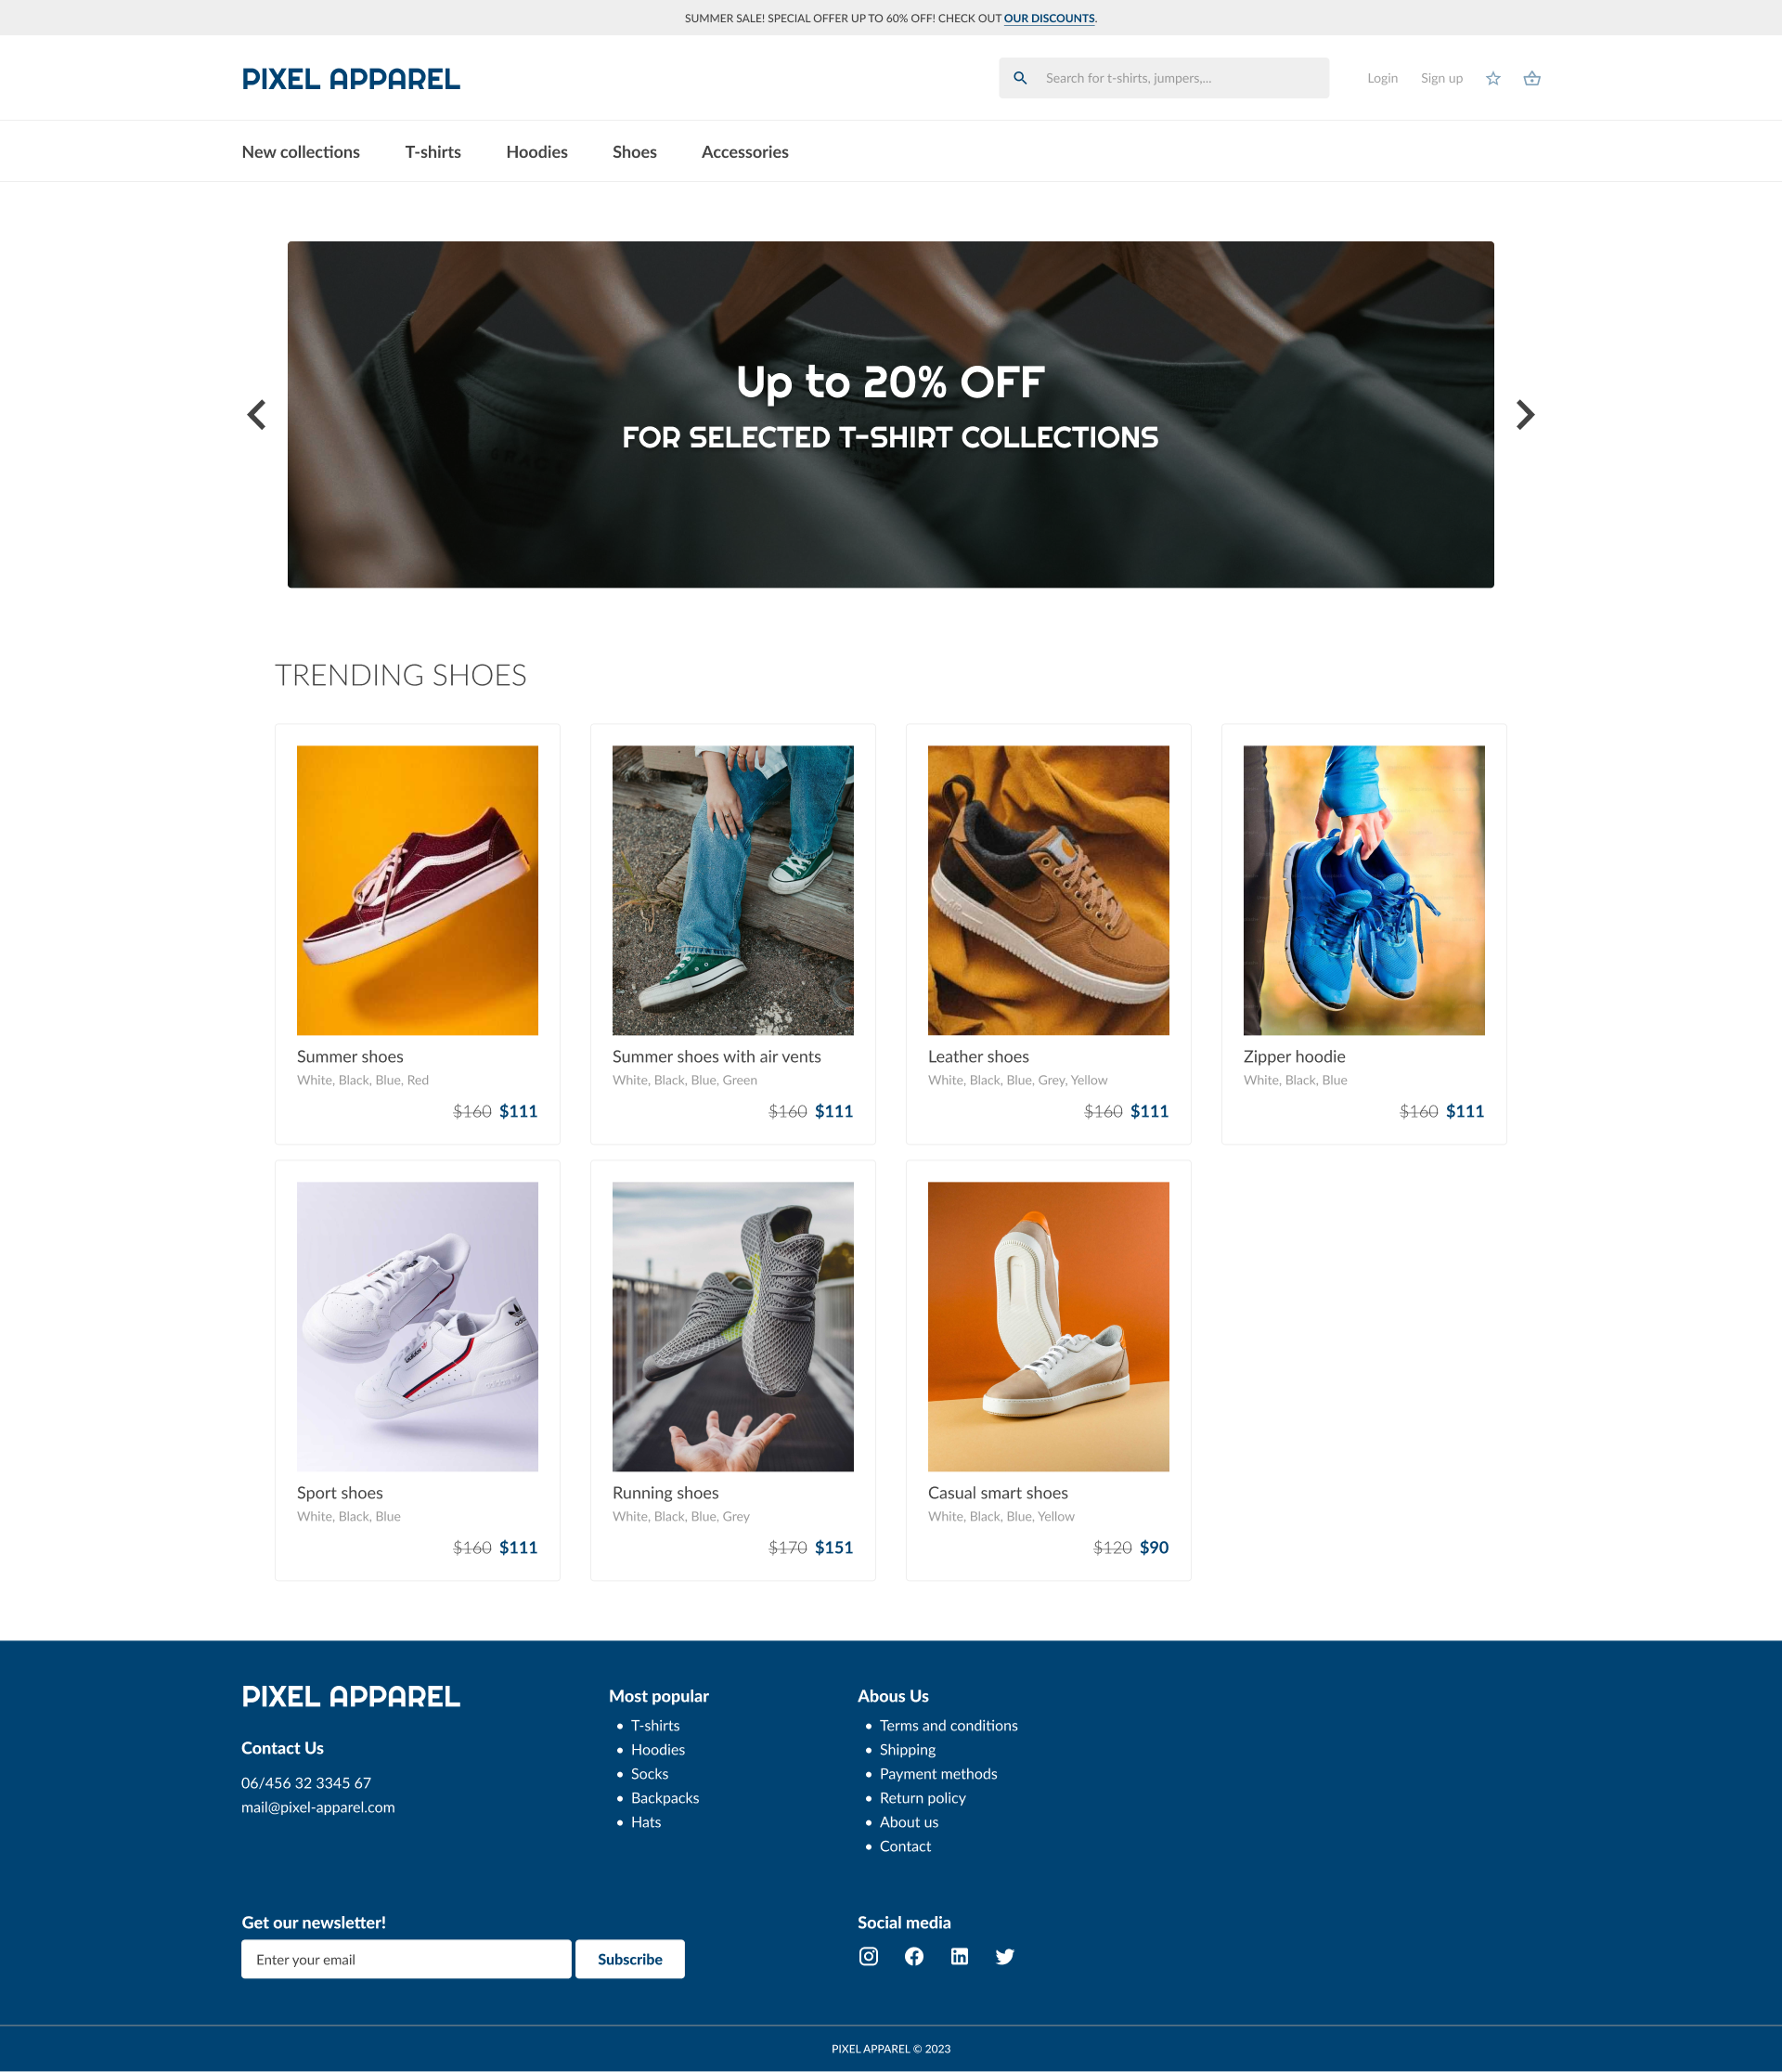 SUMMER SALE! SPECIAL OFFER UP TO 60% OFF! CHECK OUT OUR DISCOUNTS.
PIXEL APPAREL
Search for t-shirts, jumpers,...
Login
Sign up
New collections
T-shirts
Hoodies
Shoes
Accessories
Up to 20% OFF
FOR SELECTED T-SHIRT COLLECTIONS
TRENDING SHOES
Summer shoes
White, Black, Blue, Red
$160 $111
Summer shoes with air vents
White, Black, Blue, Green
$160 $111
Leather shoes
White, Black, Blue, Grey, Yellow
$160 $111
Zipper hoodie
White, Black, Blue
$160 $111
Sport shoes
White, Black, Blue
$160 $111
Running shoes
White, Black, Blue, Grey
$170 $151
Casual smart shoes
White, Black, Blue, Yellow
$120 $90
PIXEL APPAREL
Contact Us
06/456 32 3345 67
mail@pixel-apparel.com
Most popular
T-shirts
Hoodies
Socks
Backpacks
Hats
Abous Us
Terms and conditions
Shipping
Payment methods
Return policy
About us
Contact
Get our newsletter!
Enter your email
Subscribe
Social media
PIXEL APPAREL © 2023